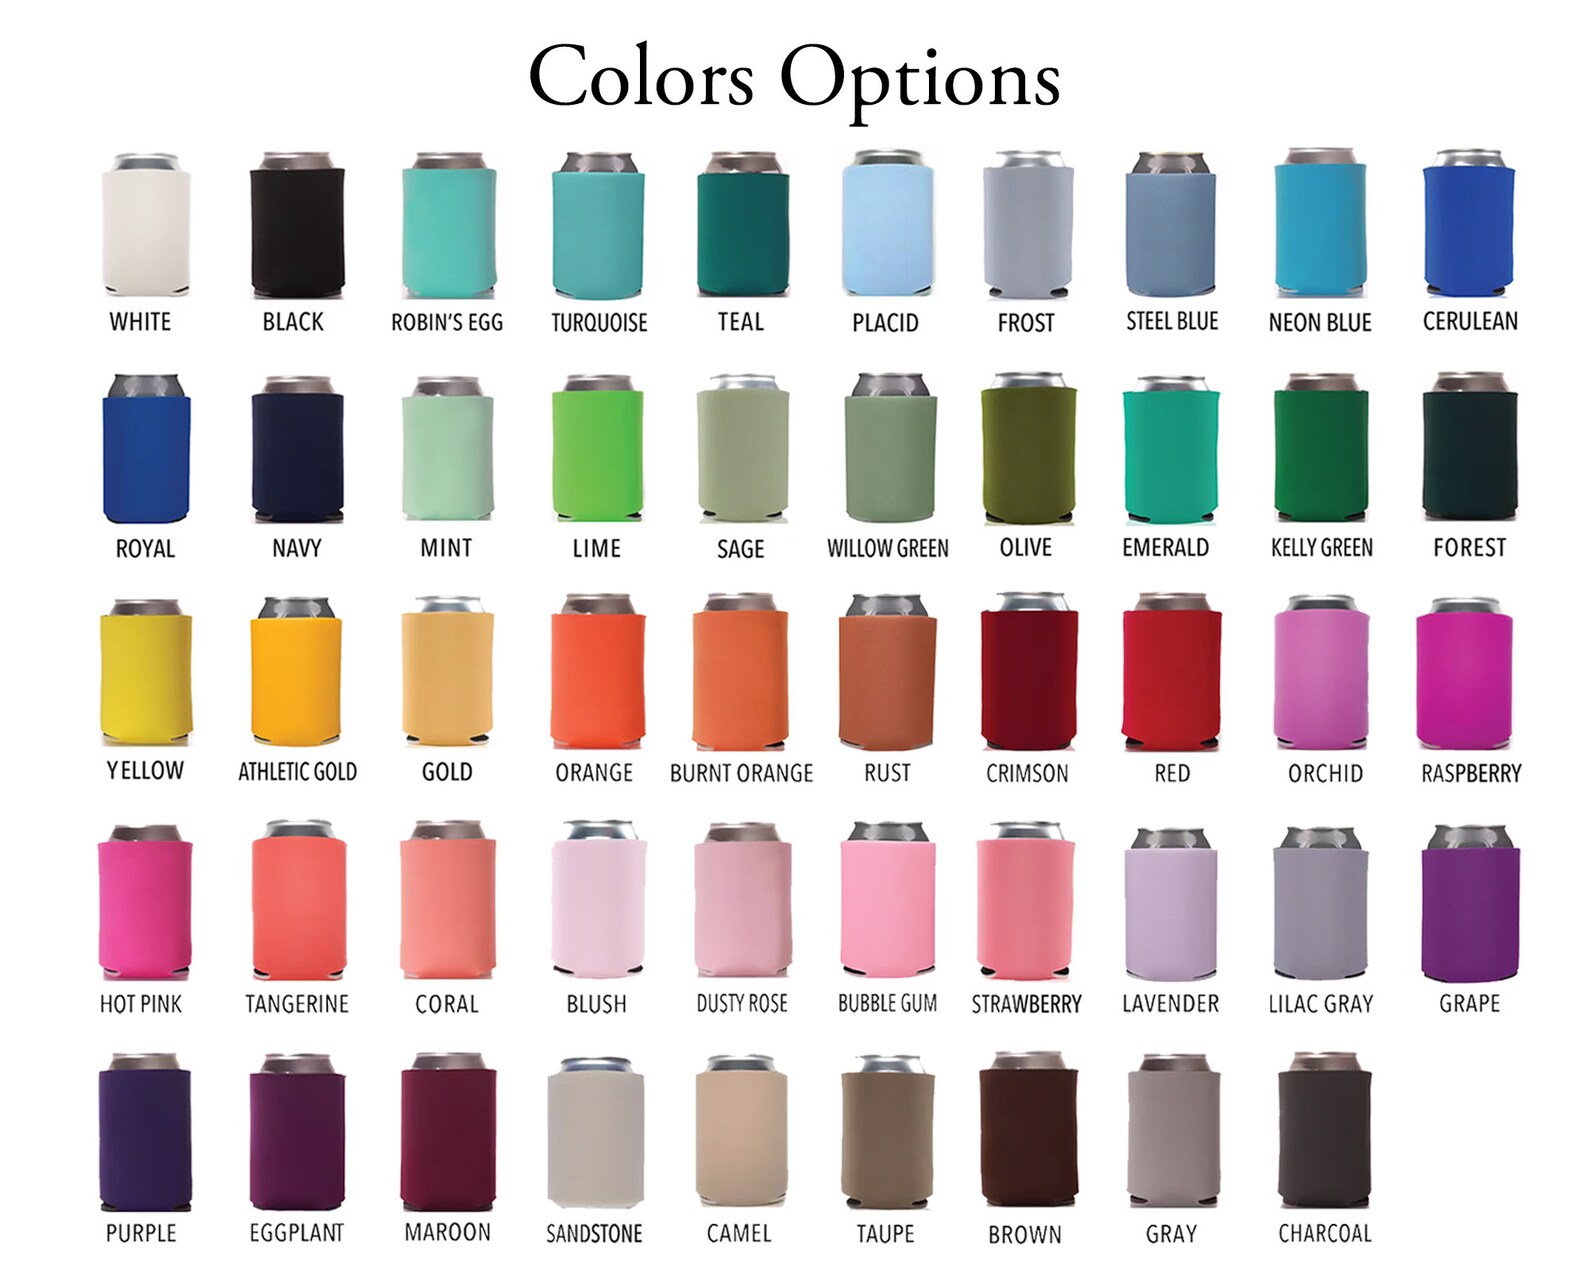 Colors Options
WHITE BLACK ROBIN'S EGG TURQUOISE TEAL PLACID FROST STEEL BLUE NEON BLUE CERULEAN
ROYAL NAVY MINT LIME SAGE WILLOW GREEN OLIVE EMERALD KELLY GREEN FOREST
YELLOW ATHLETIC GOLD GOLD ORANGE BURNT ORANGE RUST CRIMSON RED ORCHID RASPBERRY
HOT PINK TANGERINE CORAL BLUSH DUSTY ROSE BUBBLE GUM STRAWBERRY LAVENDER LILAC GRAY GRAPE
PURPLE EGGPLANT MAROON SANDSTONE CAMEL TAUPE BROWN GRAY CHARCOAL